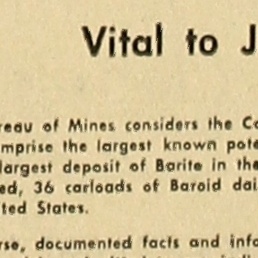 Vital to J
reau of Mines considers the Co
mprise the largest known pote
largest deposit of Barite in the
ed, 36 carloads of Baroid dai
ted States.
rse, documented facts and info